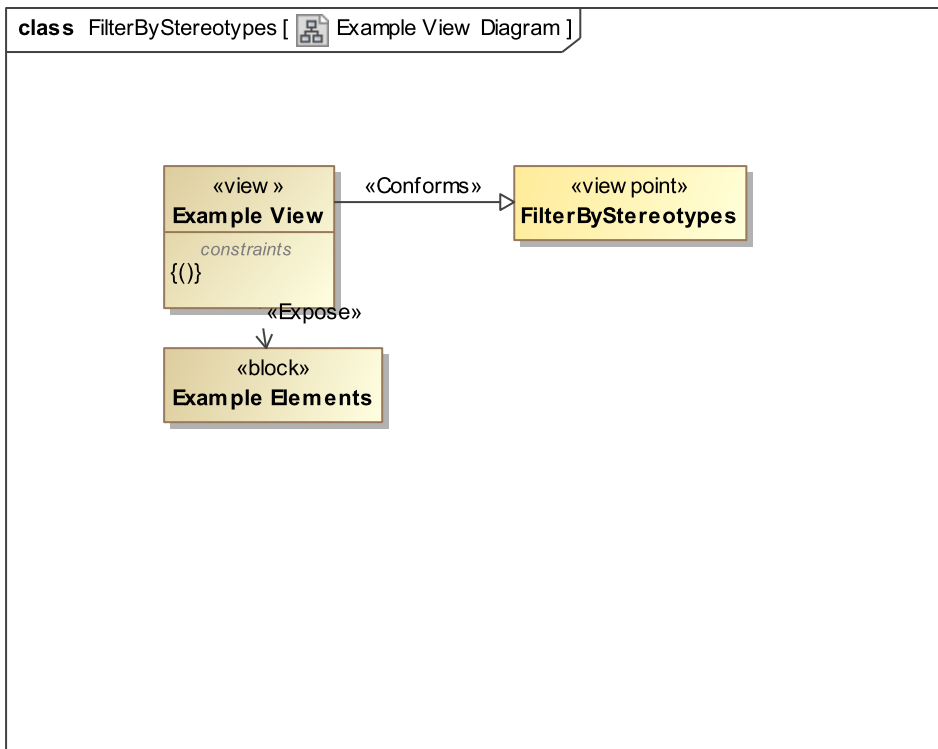 class FilterByStereotypes [ Example View Diagram ]
«view »
Example View
constraints
{()}
«Conforms»
«view point»
FilterByStereotypes
«Expose»
«block»
Example Elements